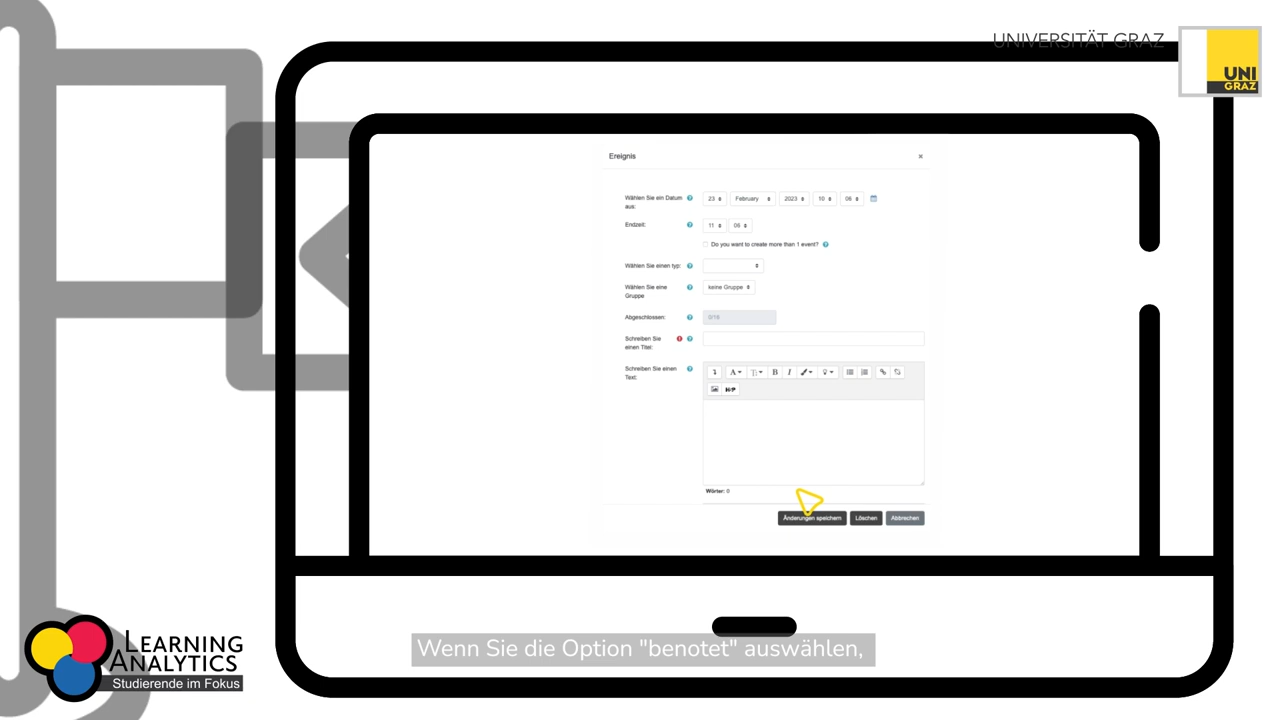 UNIVERSITÄT GRAZ
UNI
GRAZ
Ereignis ×
Wählen Sie ein Datum aus: 23 February 2023 10 08
Endzeit: 11 08
Do you want to create more than 1 event?
Wählen Sie einen typ:
Wählen Sie eine Gruppe keine Gruppe
Abgeschlossen: 0/18
Schreiben Sie einen Titel:
Schreiben Sie einen Text:
Wörter: 0
Änderungen speichern Löschen Abbrechen
Wenn Sie die Option "benotet" auswählen,
LEARNING
ANALYTICS
Studierende im Fokus